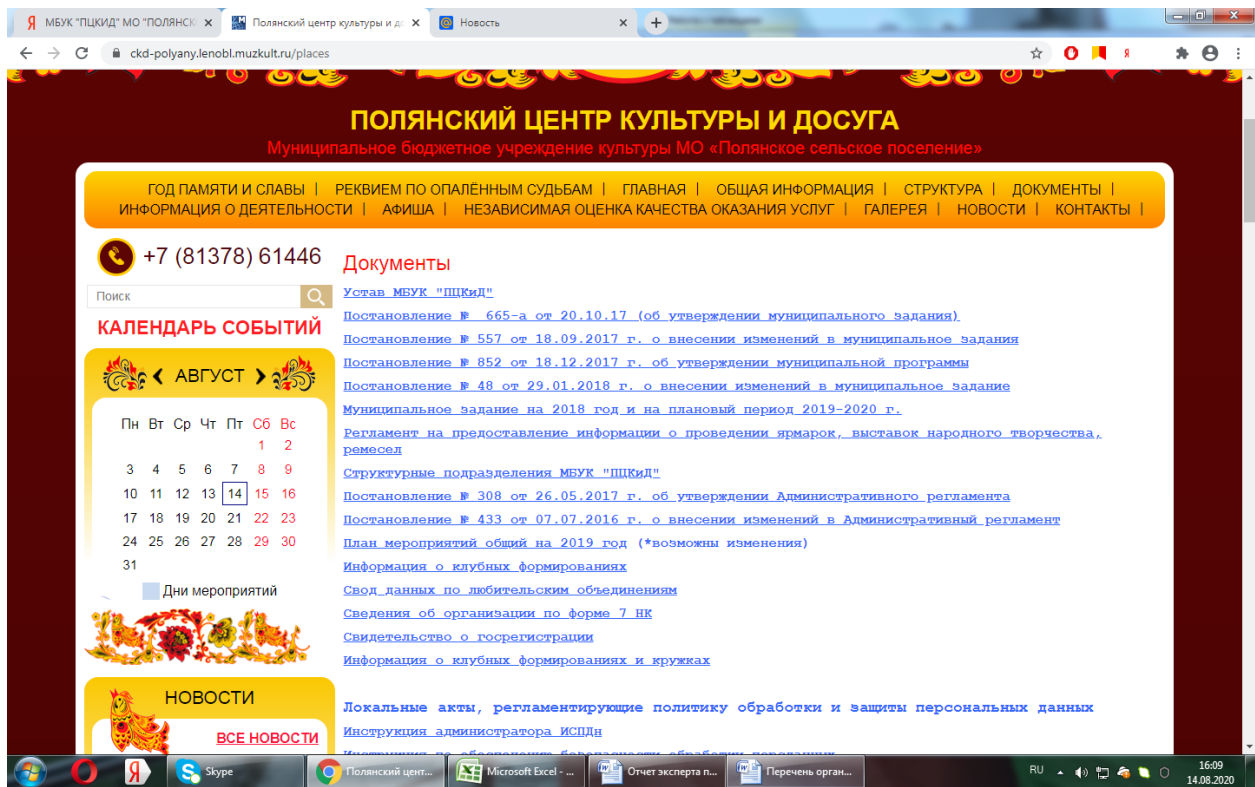 МБУК "ПЦКИД" МО "ПОЛЯНСК
Полянский центр культуры и до
Новость
ckd-polyany.lenobl.muzkult.ru/places
ПОЛЯНСКИЙ ЦЕНТР КУЛЬТУРЫ И ДОСУГА
Муниципальное бюджетное учреждение культуры МО «Полянское сельское поселение»
ГОД ПАМЯТИ И СЛАВЫ | РЕКВИЕМ ПО ОПАЛЁННЫМ СУДЬБАМ | ГЛАВНАЯ | ОБЩАЯ ИНФОРМАЦИЯ | СТРУКТУРА | ДОКУМЕНТЫ |
ИНФОРМАЦИЯ О ДЕЯТЕЛЬНОСТИ | АФИША | НЕЗАВИСИМАЯ ОЦЕНКА КАЧЕСТВА ОКАЗАНИЯ УСЛУГ | ГАЛЕРЕЯ | НОВОСТИ | КОНТАКТЫ |
+7 (81378) 61446
Поиск
КАЛЕНДАРЬ СОБЫТИЙ
АВГУСТ
Пн Вт Ср Чт Пт Сб Вс
1 2
3 4 5 6 7 8 9
10 11 12 13 14 15 16
17 18 19 20 21 22 23
24 25 26 27 28 29 30
31
Дни мероприятий
НОВОСТИ
ВСЕ НОВОСТИ
Документы
Устав МБУК "ПЦКиД"
Постановление № 665-а от 20.10.17 (об утверждении муниципального задания)
Постановление № 557 от 18.09.2017 г. о внесении изменений в муниципальное задания
Постановление № 852 от 18.12.2017 г. об утверждении муниципальной программы
Постановление № 48 от 29.01.2018 г. о внесении изменений в муниципальное задание
Муниципальное задание на 2018 год и на плановый период 2019-2020 г.
Регламент на предоставление информации о проведении ярмарок, выставок народного творчества,
ремесел
Структурные подразделения МБУК "ПЦКиД"
Постановление № 308 от 26.05.2017 г. об утверждении Административного регламента
Постановление № 433 от 07.07.2016 г. о внесении изменений в Административный регламент
План мероприятий общий на 2019 год (*возможны изменения)
Информация о клубных формированиях
Свод данных по любительским объединениям
Сведения об организации по форме 7 НК
Свидетельство о госрегистрации
Информация о клубных формированиях и кружках
Локальные акты, регламентирующие политику обработки и защиты персональных данных
Инструкция администратора ИСПДн
Skype
Полянский цент...
Microsoft Excel - ...
Отчет эксперта п...
Перечень орган...
RU
16:09
14.08.2020